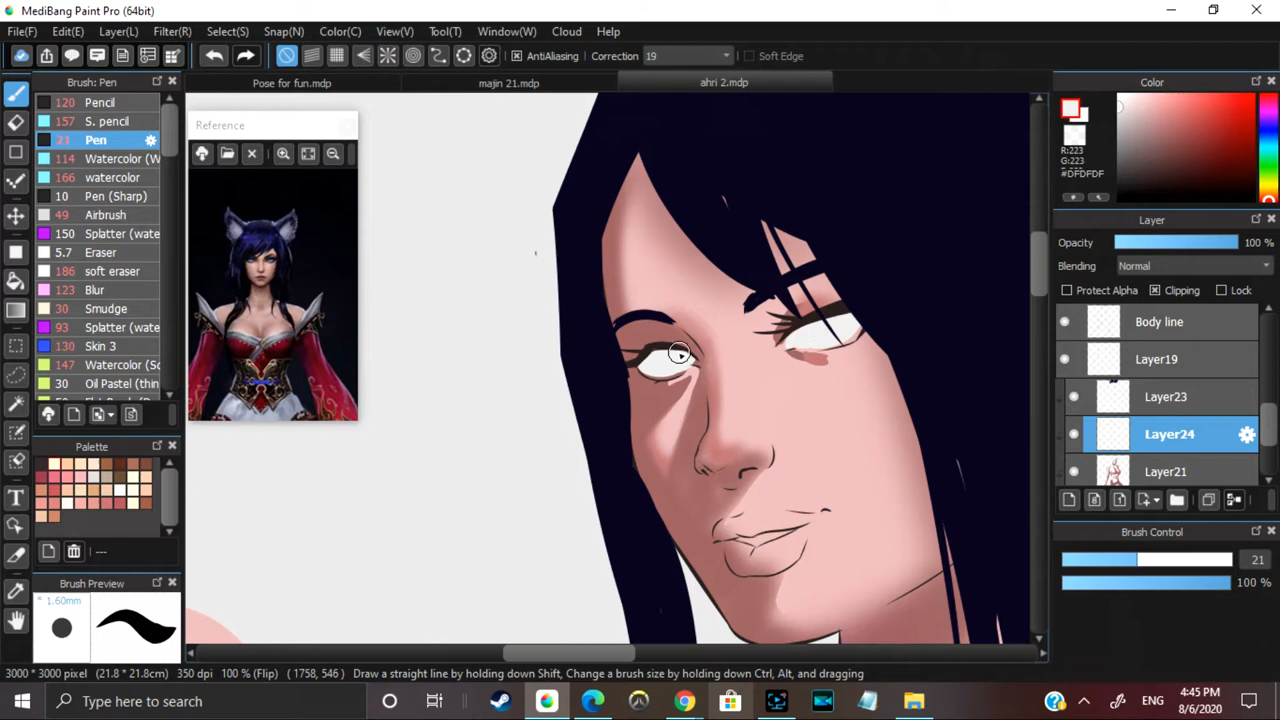 MediBang Paint Pro (64bit)
File(F) Edit(E) Layer(L) Filter(R) Select(S) Snap(N) Color(C) View(V) Tool(T) Window(W) Cloud Help
AntiAliasing Correction 19 Soft Edge
Brush: Pen
Pose for fun.mdp majin 21.mdp ahri 2.mdp
Color
120 Pencil
157 S. pencil
21 Pen
114 Watercolor (W
166 watercolor
10 Pen (Sharp)
49 Airbrush
150 Splatter (wate
5.7 Eraser
186 soft eraser
123 Blur
30 Smudge
93 Splatter (wate
130 Skin 3
147 Watercolor (S
30 Oil Pastel (thin
Reference
R:223
G:223
B:223
#DFDFDF
Layer
Opacity 100 %
Blending Normal
Protect Alpha Clipping Lock
Body line
Layer19
Layer23
Layer24
Layer21
Palette
---
Brush Preview
* 1.60mm
Brush Control
21
100 %
3000 * 3000 pixel (21.8 * 21.8cm) 350 dpi 100 % (Flip) ( 1758, 546 ) Draw a straight line by holding down Shift, Change a brush size by holding down Ctrl, Alt, and dragging
Type here to search
ENG
4:45 PM
8/6/2020